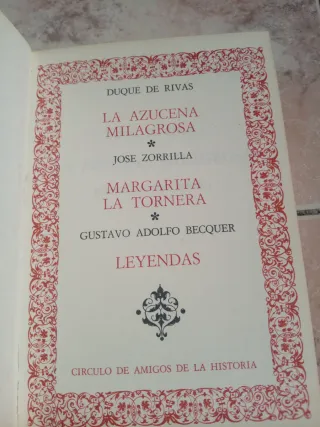 DUQUE DE RIVAS
LA AZUCENA
MILAGROSA
*
JOSE ZORRILLA
MARGARITA
LA TORNERA
*
GUSTAVO ADOLFO BECQUER
LEYENDAS
CIRCULO DE AMIGOS DE LA HISTORIA